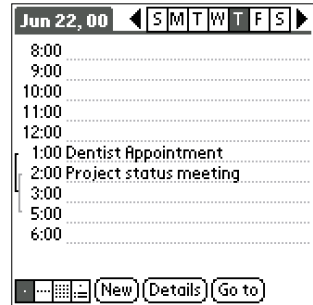 Jun 22, 00 S M T W T F S
8:00
9:00
10:00
11:00
12:00
1:00 Dentist Appointment
2:00 Project status meeting
3:00
5:00
6:00
New Details Go to